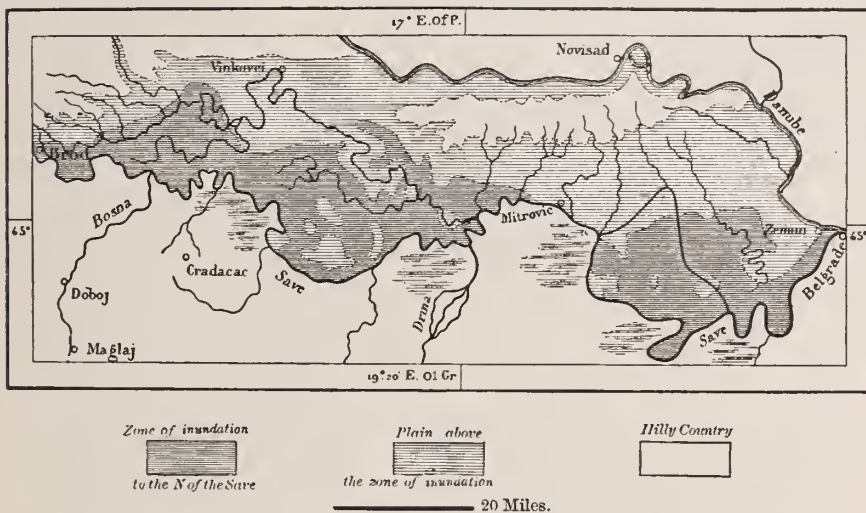 17° E. Of P.
Vinkovci
Novisad
Danube
Brod
Bosna
Mitrovic
65°
Zemun
65°
Cradacac
Save
Drina
Belgrade
Doboj
Save
Maglaj
19°20' E. Of Gr
Zone of inundation
to the N of the Save
Plain above
the zone of inundation
Hilly Country
20 Miles.